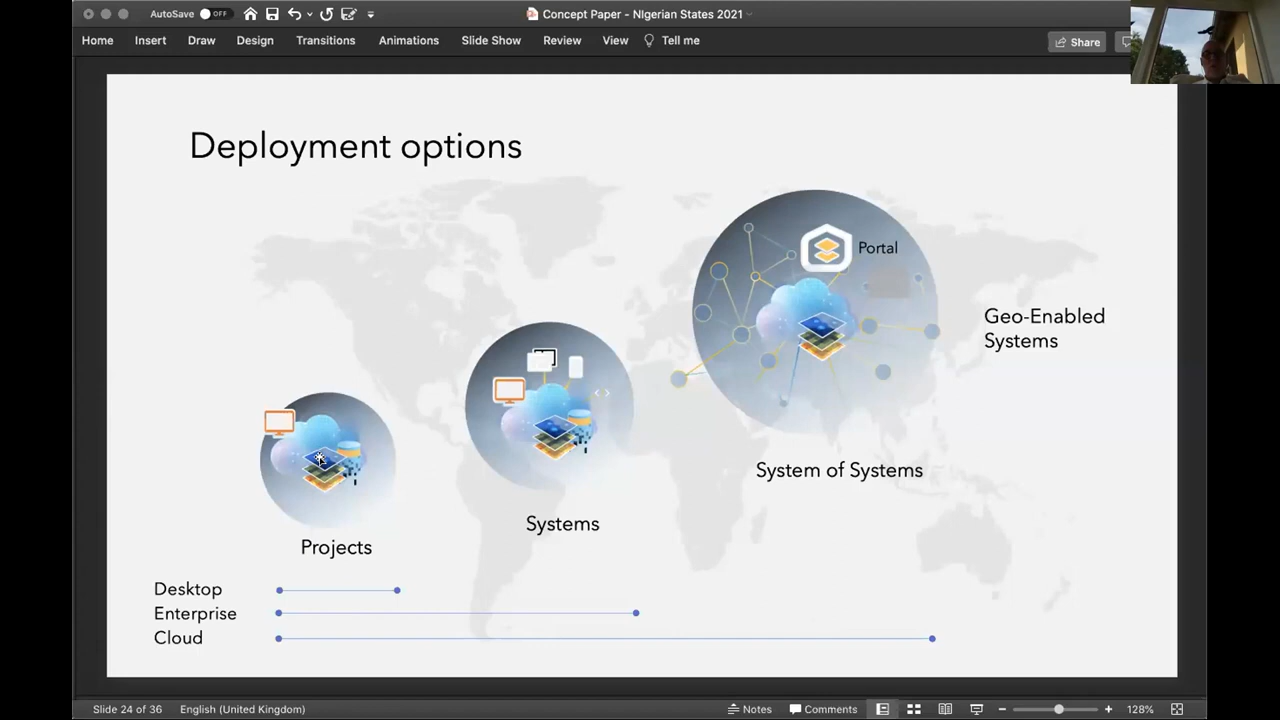 AutoSave OFF
Concept Paper - NIgerian States 2021
Home Insert Draw Design Transitions Animations Slide Show Review View Tell me
Share
Deployment options
Portal
Geo-Enabled
Systems
System of Systems
Systems
Projects
Desktop
Enterprise
Cloud
Slide 24 of 36 English (United Kingdom) Notes Comments 128%